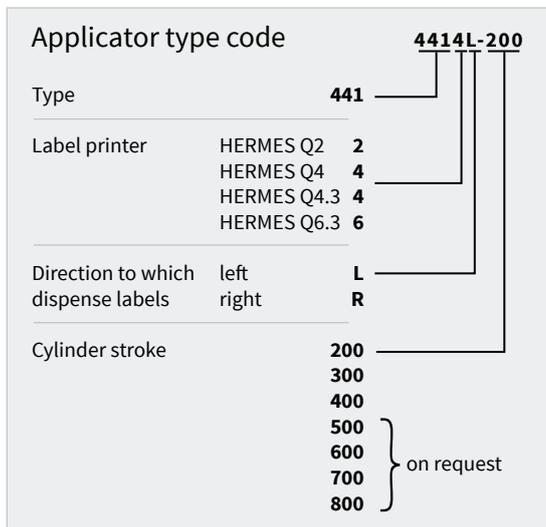 Applicator type code 4414L-200
Type 441
Label printer HERMES Q2 2
HERMES Q4 4
HERMES Q4.3 4
HERMES Q6.3 6
Direction to which left L
dispense labels right R
Cylinder stroke 200
300
400
500
600
on request
700
800